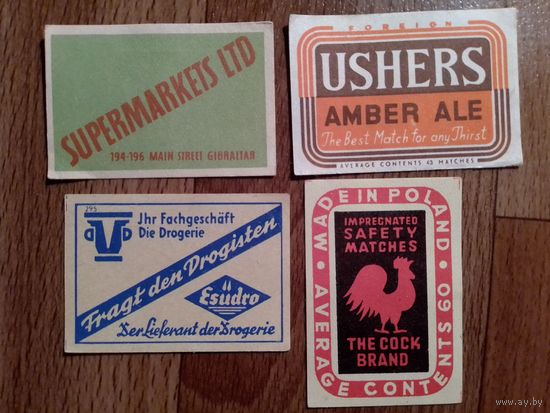 SUPERMARKETS LTD
194-196 MAIN STREET GIBRALTAR
FOREIGN
USHERS
AMBER ALE
The Best Match for any Thirst
AVERAGE CONTENTS 43 MATCHES
295
D D
Jhr Fachgeschäft
Die Drogerie
Fragt den Drogisten
Esüdro
Der Lieferant der Drogerie
MADE IN POLAND
IMPREGNATED
SAFETY
MATCHES
THE COCK
BRAND
AVERAGE CONTENTS 60
www.ay.by